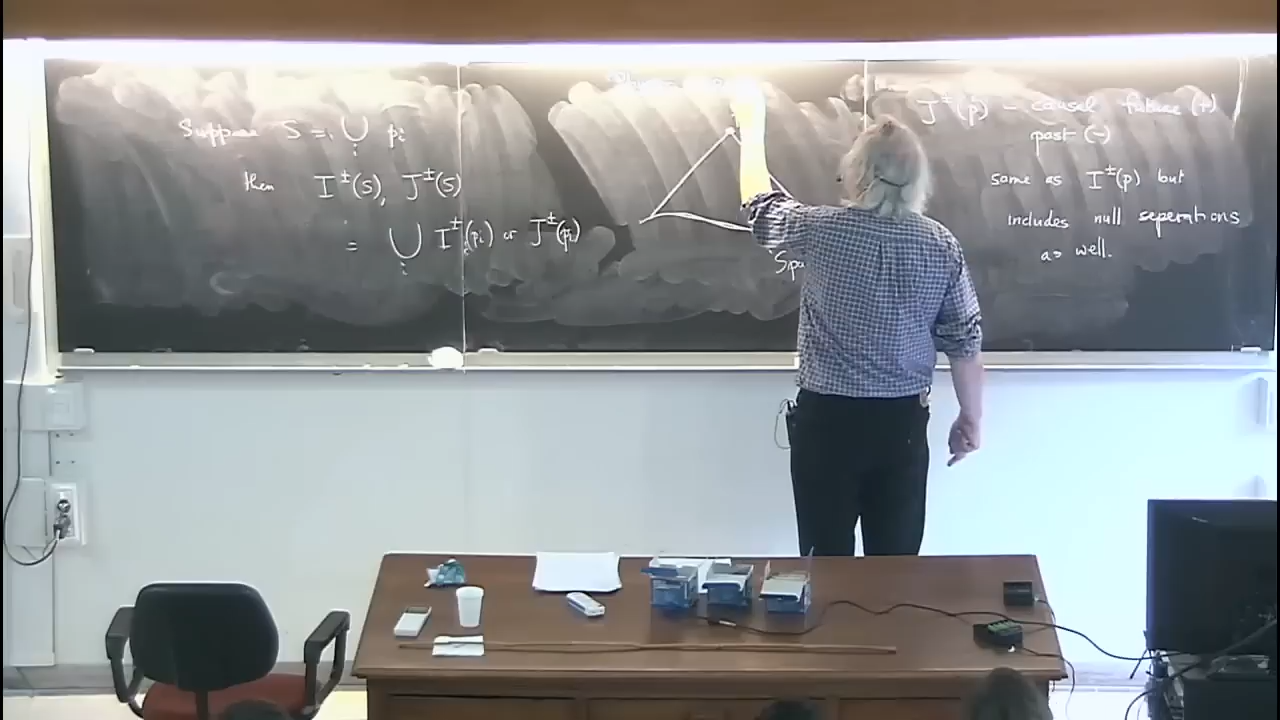 Suppose S = ∪ pᵢ
i
then I±(S), J±(S)
= ∪ I±(pᵢ) or J±(pᵢ)
i
J±(p) – causal future (+)
past (–)
same as I±(p) but
includes null seperations
as well.